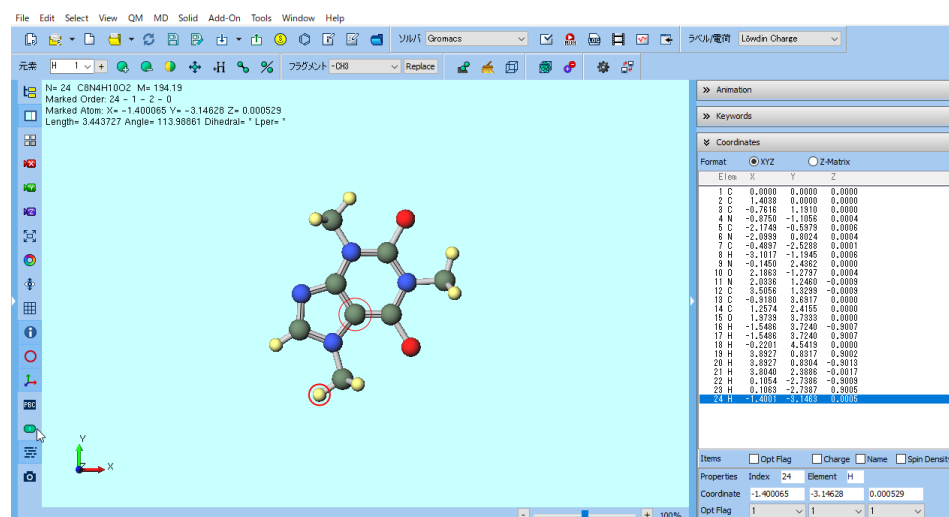 File Edit Select View QM MD Solid Add-On Tools Window Help
ソルバ Gromacs
ラベル/電荷 Löwdin Charge
元素 H 1
フラグメント -CH3 Replace
N= 24 C8N4H10O2 M= 194.19
Marked Order: 24 - 1 - 2 - 0
Marked Atom: X= -1.400065 Y= -3.14628 Z= 0.000529
Length= 3.443727 Angle= 113.98861 Dihedral= * Lper= *
Y
Z X
- + 100%
Animation
Keywords
Coordinates
Format XYZ Z-Matrix
Elem X Y Z
1 C 0.0000 0.0000 0.0000
2 C 1.4038 0.0000 0.0000
3 C -0.7616 1.1910 0.0000
4 N -0.8750 -1.1056 0.0004
5 C -2.1749 -0.5979 0.0006
6 N -2.0999 0.8024 0.0004
7 C -0.4897 -2.5288 0.0001
8 H -3.1017 -1.1945 0.0006
9 N -0.1450 2.4362 0.0000
10 O 2.1863 -1.2797 0.0004
11 N 2.0336 1.2460 -0.0009
12 C 3.5056 1.3299 -0.0009
13 C -0.9180 3.6917 0.0000
14 C 1.2574 2.4155 0.0000
15 O 1.9739 3.7333 0.0000
16 H -1.5486 3.7240 -0.9007
17 H -1.5486 3.7240 0.9007
18 H -0.2201 4.5419 0.0000
19 H 3.8927 0.8317 0.9002
20 H 3.8927 0.8304 -0.9013
21 H 3.8040 2.3886 -0.0017
22 H 0.1054 -2.7386 -0.9009
23 H 0.1063 -2.7387 0.9005
24 H -1.4001 -3.1463 0.0005
Items Opt Flag Charge Name Spin Density
Properties Index 24 Element H
Coordinate -1.400065 -3.14628 0.000529
Opt Flag 1 1 1